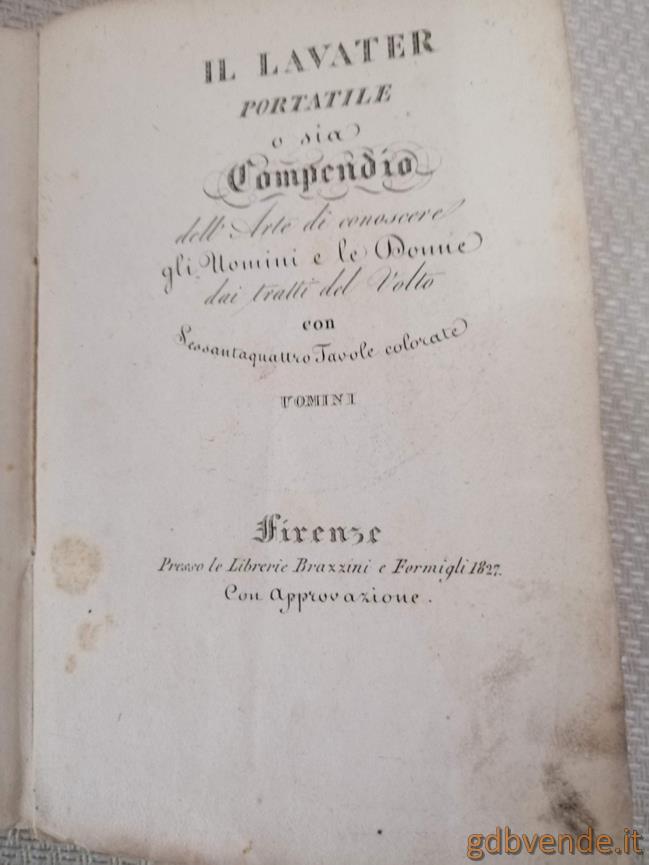 IL LAVATER
PORTATILE
o sia
Compendio
dell'Arte di conoscere
gli Uomini e le Donne
dai tratti del Volto
con
Sessantaquattro Tavole colorate
UOMINI
Firenze
Presso le Librerie Brazzini e Formigli 1827.
Con Approvazione.
gdbvende.it